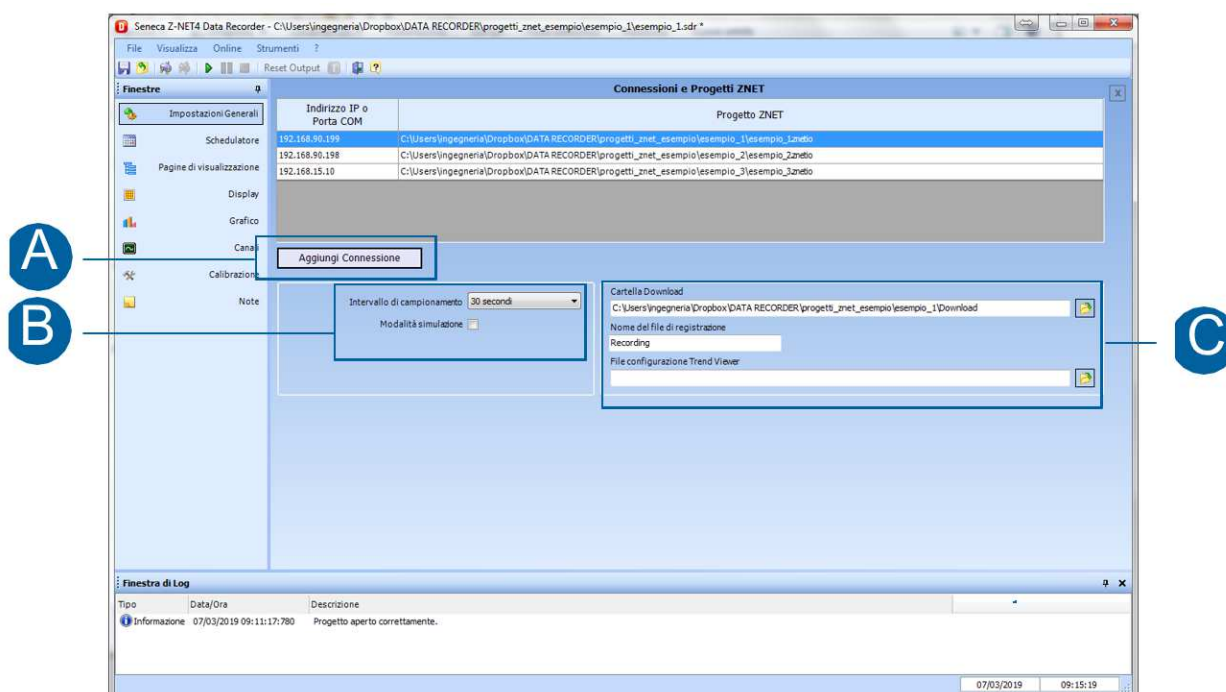 Seneca Z-NET4 Data Recorder - C:\Users\ingegneria\Dropbox\DATA RECORDER\progetti_znet_esempio\esempio_1\esempio_1.sdr *
File Visualizza Online Strumenti ?
Reset Output
Finestre
Connessioni e Progetti ZNET
Impostazioni Generali
Schedulatore
Pagine di visualizzazione
Display
Grafico
Canali
Calibrazione
Note
Indirizzo IP o Porta COM
Progetto ZNET
192.168.90.199 C:\Users\ingegneria\Dropbox\DATA RECORDER\progetti_znet_esempio\esempio_1\esempio_1.znetio
192.168.90.198 C:\Users\ingegneria\Dropbox\DATA RECORDER\progetti_znet_esempio\esempio_2\esempio_2.znetio
192.168.15.10 C:\Users\ingegneria\Dropbox\DATA RECORDER\progetti_znet_esempio\esempio_3\esempio_3.znetio
A
Aggiungi Connessione
B
Intervallo di campionamento 30 secondi
Modalità simulazione
C
Cartella Download
C:\Users\ingegneria\Dropbox\DATA RECORDER\progetti_znet_esempio\esempio_1\Download
Nome del file di registrazione
Recording
File configurazione Trend Viewer
Finestra di Log
Tipo Data/Ora Descrizione
Informazione 07/03/2019 09:11:17:780 Progetto aperto correttamente.
07/03/2019 09:15:19